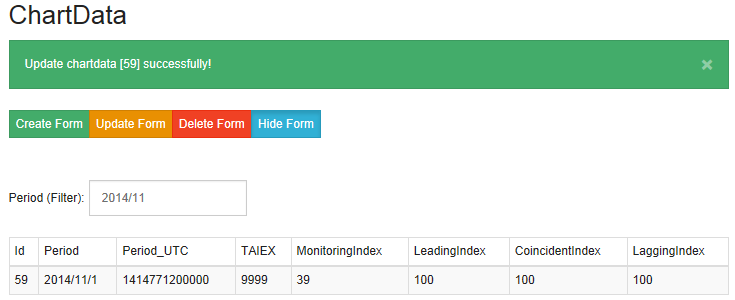 ChartData
Update chartdata [59] successfully!
×
Create Form Update Form Delete Form Hide Form
Period (Filter): 2014/11
Id Period Period_UTC TAIEX MonitoringIndex LeadingIndex CoincidentIndex LaggingIndex
59 2014/11/1 1414771200000 9999 39 100 100 100